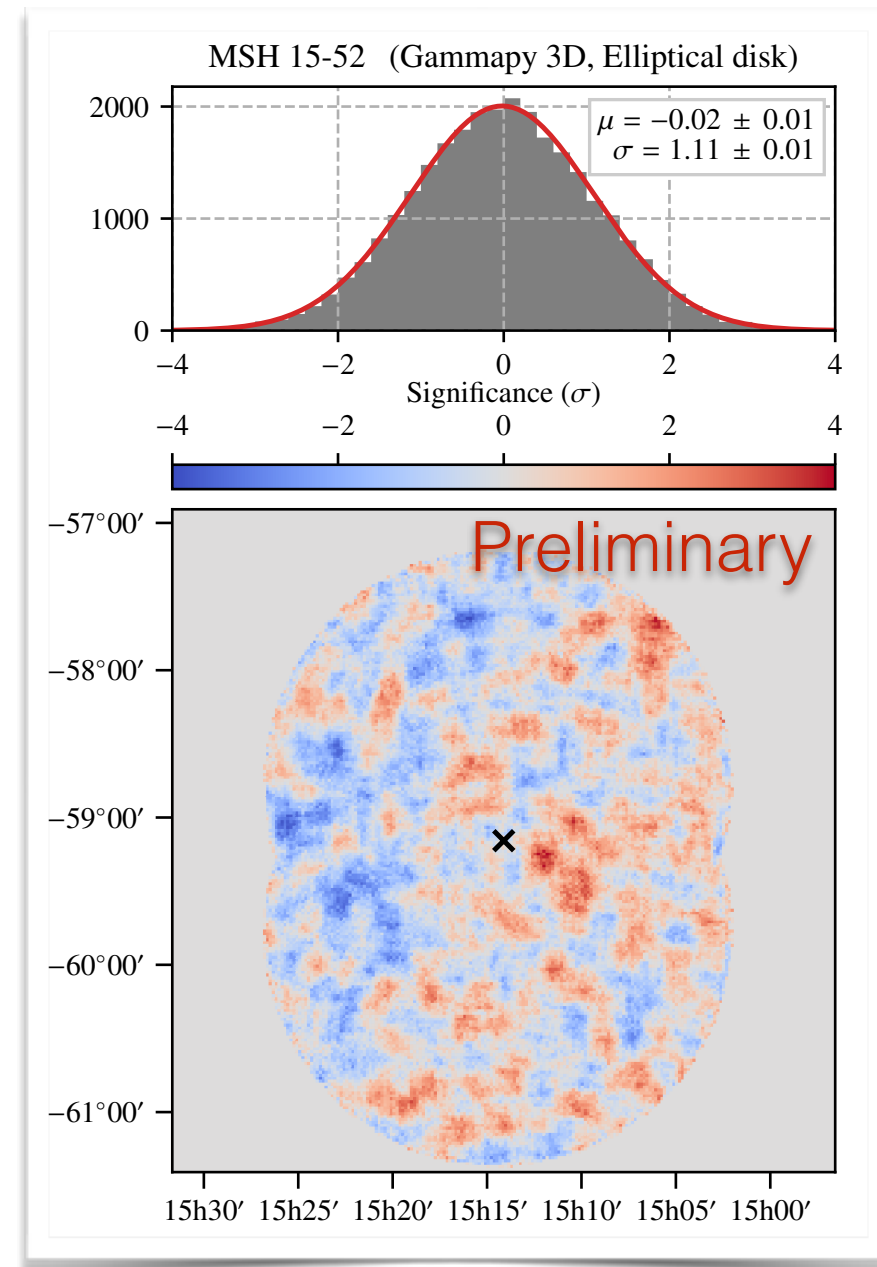 MSH 15-52 (Gammapy 3D, Elliptical disk)
2000
1000
0
μ = −0.02 ± 0.01
σ = 1.11 ± 0.01
−4 −2 0 2 4
Significance (σ)
−4 −2 0 2 4
Preliminary
−57°00′
−58°00′
−59°00′
−60°00′
−61°00′
15h30′ 15h25′ 15h20′ 15h15′ 15h10′ 15h05′ 15h00′